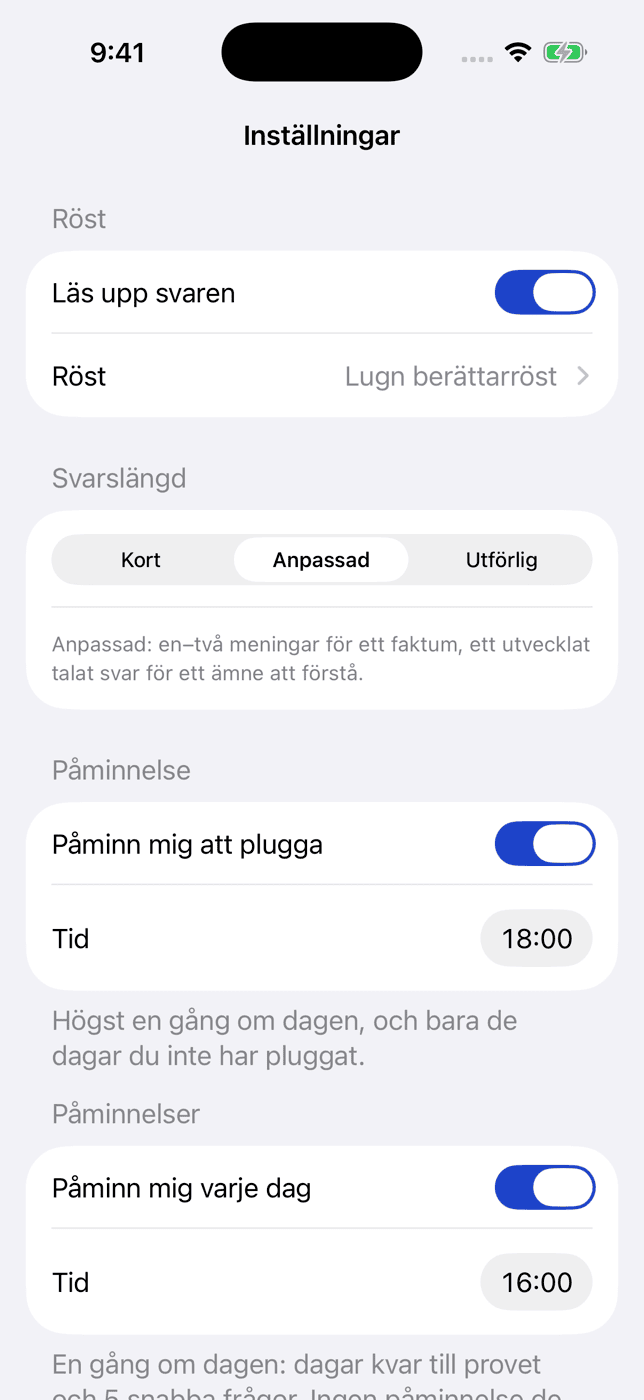 9:41
Inställningar
Röst
Läs upp svaren
Röst Lugn berättarröst
Svarslängd
Kort Anpassad Utförlig
Anpassad: en–två meningar för ett faktum, ett utvecklat
talat svar för ett ämne att förstå.
Påminnelse
Påminn mig att plugga
Tid 18:00
Högst en gång om dagen, och bara de
dagar du inte har pluggat.
Påminnelser
Påminn mig varje dag
Tid 16:00
En gång om dagen: dagar kvar till provet
och 5 snabba frågor. Ingen påminnelse de